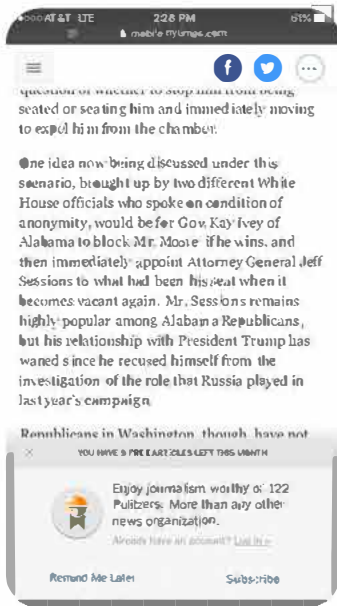 AT&T LTE 2:28 PM 61%
mobile.nytimes.com
question of whether to stop him from being
seated or seating him and immediately moving
to expel him from the chamber.
One idea now being discussed under this
scenario, brought up by two different White
House officials who spoke on condition of
anonymity, would be for Gov. Kay Ivey of
Alabama to block Mr. Moore if he wins, and
then immediately appoint Attorney General Jeff
Sessions to what had been his seat when it
becomes vacant again. Mr. Sessions remains
highly popular among Alabama Republicans,
but his relationship with President Trump has
waned since he recused himself from the
investigation of the role that Russia played in
last year's campaign.
Republicans in Washington, though, have not
YOU HAVE 9 FREE ARTICLES LEFT THIS MONTH
Enjoy journalism worthy of 122
Pulitzers. More than any other
news organization.
Already have an account? Log in »
Remind Me Later Subscribe